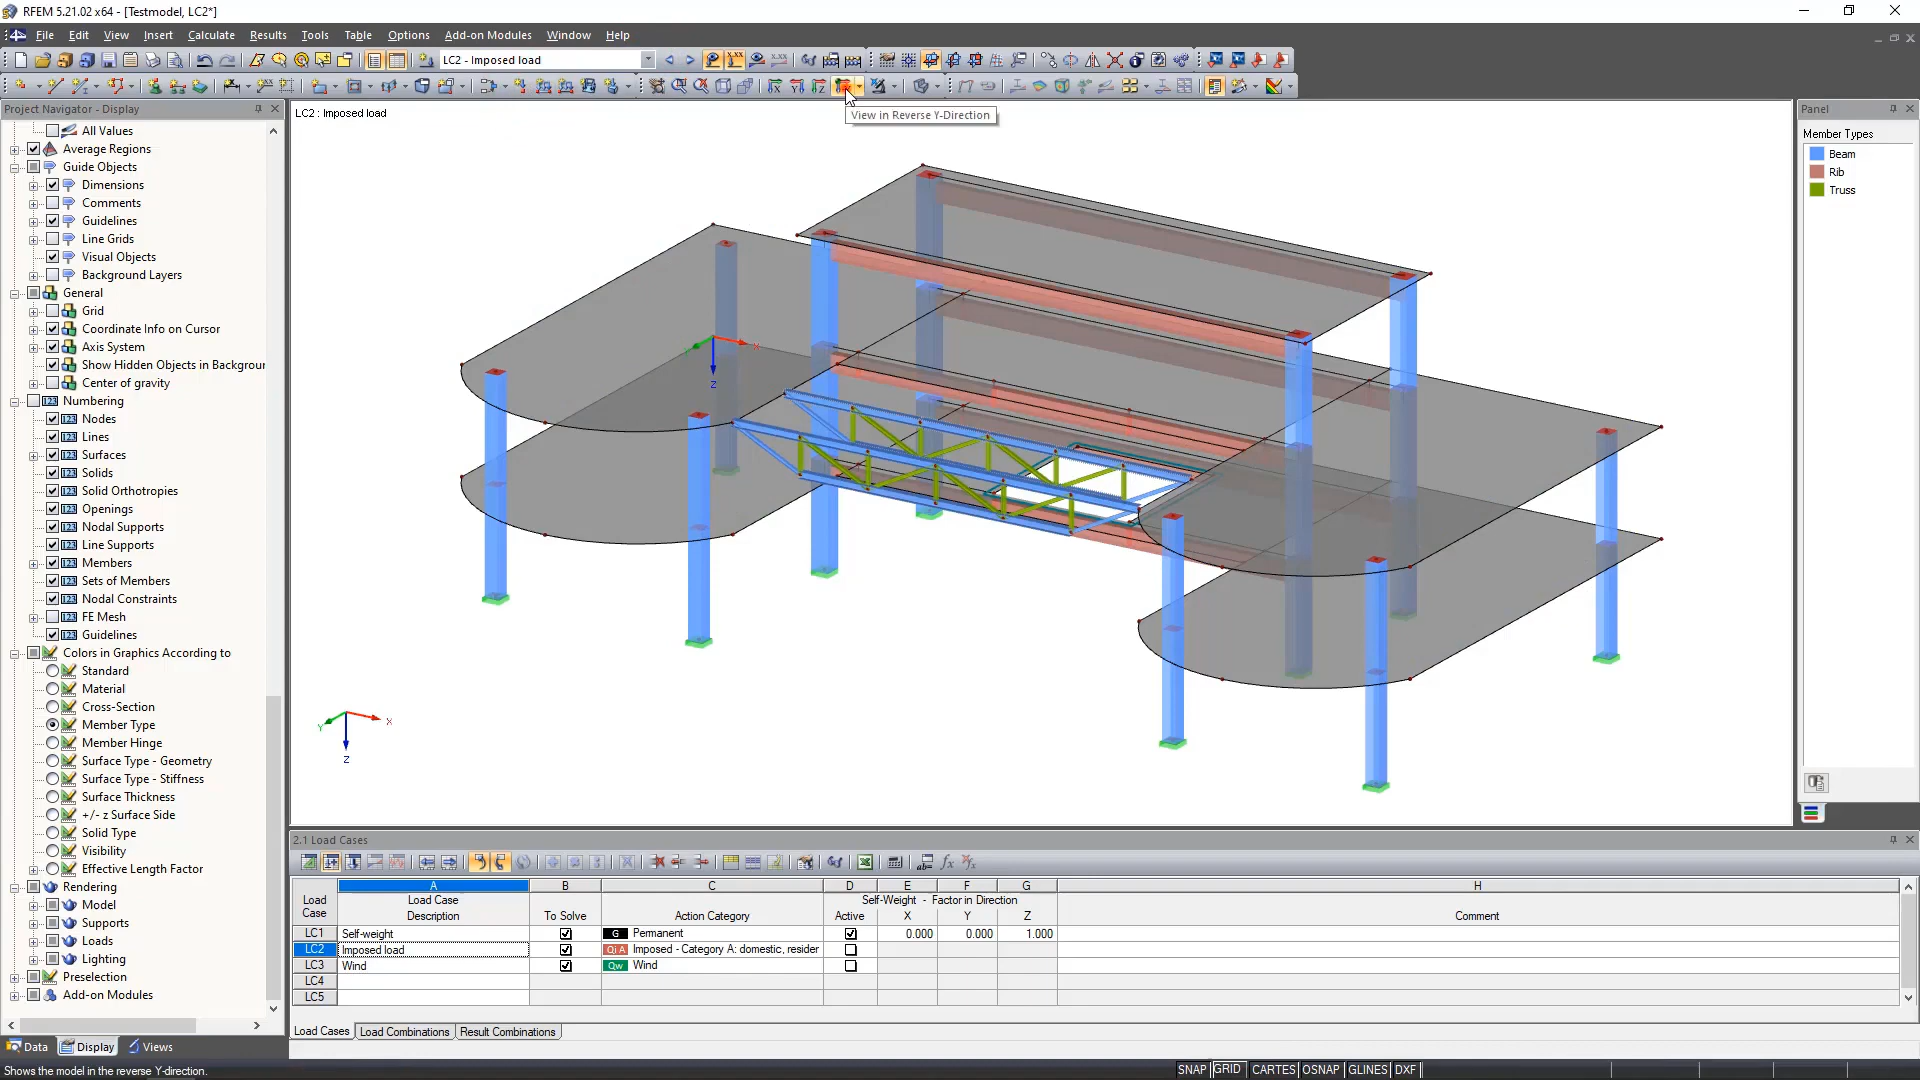 RFEM 5.21.02 x64 - [Testmodel, LC2*]
File Edit View Insert Calculate Results Tools Table Options Add-on Modules Window Help
LC2 - Imposed load
Project Navigator - Display
LC2 : Imposed load
View in Reverse Y-Direction
Panel
Member Types
Beam
Rib
Truss
All Values
Average Regions
Guide Objects
Dimensions
Comments
Guidelines
Line Grids
Visual Objects
Background Layers
General
Grid
Coordinate Info on Cursor
Axis System
Show Hidden Objects in Backgrour
Center of gravity
Numbering
Nodes
Lines
Surfaces
Solids
Solid Orthotropies
Openings
Nodal Supports
Line Supports
Members
Sets of Members
Nodal Constraints
FE Mesh
Guidelines
Colors in Graphics According to
Standard
Material
Cross-Section
Member Type
Member Hinge
Surface Type - Geometry
Surface Type - Stiffness
Surface Thickness
+/- z Surface Side
Solid Type
Visibility
Effective Length Factor
Rendering
Model
Supports
Loads
Lighting
Preselection
Add-on Modules
Data Display Views
X
Z
Y X
Z
2.1 Load Cases
A B C D E F G H
Load Case Load Case Description To Solve Action Category Active Self-Weight - Factor in Direction X Y Z Comment
LC1 Self-weight G Permanent 0.000 0.000 1.000
LC2 Imposed load Qi A Imposed - Category A: domestic, resider
LC3 Wind Qw Wind
LC4
LC5
Load Cases Load Combinations Result Combinations
Shows the model in the reverse Y-direction.
SNAP GRID CARTES OSNAP GLINES DXF